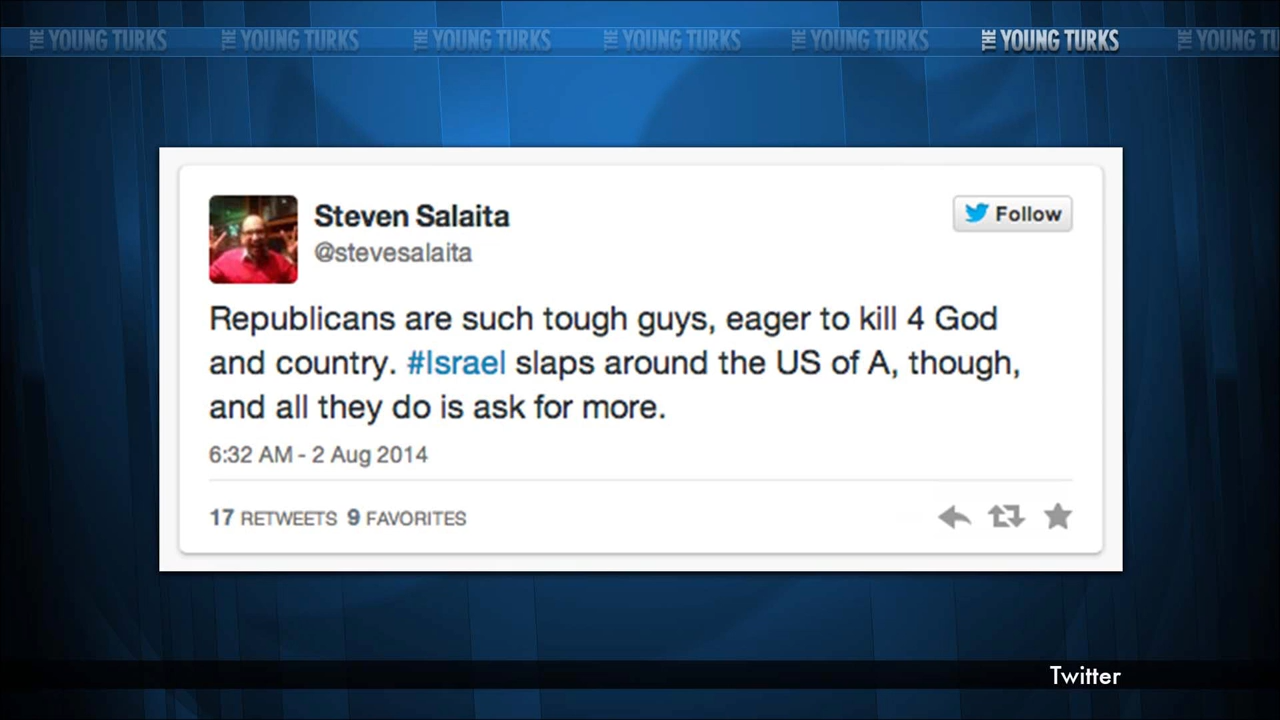 THE YOUNG TURKS THE YOUNG TURKS THE YOUNG TURKS THE YOUNG TURKS THE YOUNG TURKS THE YOUNG TURKS THE YOUNG TU
Steven Salaita
Follow
@stevesalaita
Republicans are such tough guys, eager to kill 4 God
and country. #Israel slaps around the US of A, though,
and all they do is ask for more.
6:32 AM - 2 Aug 2014
17 RETWEETS 9 FAVORITES
Twitter